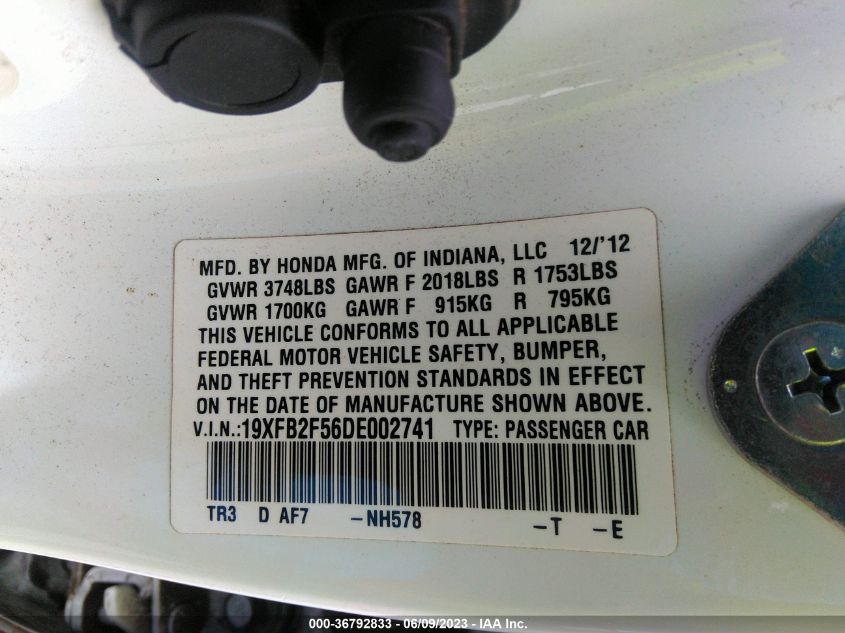 MFD. BY HONDA MFG. OF INDIANA, LLC 12/'12
GVWR 3748LBS GAWR F 2018LBS R 1753LBS
GVWR 1700KG GAWR F 915KG R 795KG
THIS VEHICLE CONFORMS TO ALL APPLICABLE
FEDERAL MOTOR VEHICLE SAFETY, BUMPER,
AND THEFT PREVENTION STANDARDS IN EFFECT
ON THE DATE OF MANUFACTURE SHOWN ABOVE.
V.I.N.:19XFB2F56DE002741 TYPE: PASSENGER CAR
TR3 D AF7 –NH578 –T –E
000-36792833 - 06/09/2023 - IAA Inc.